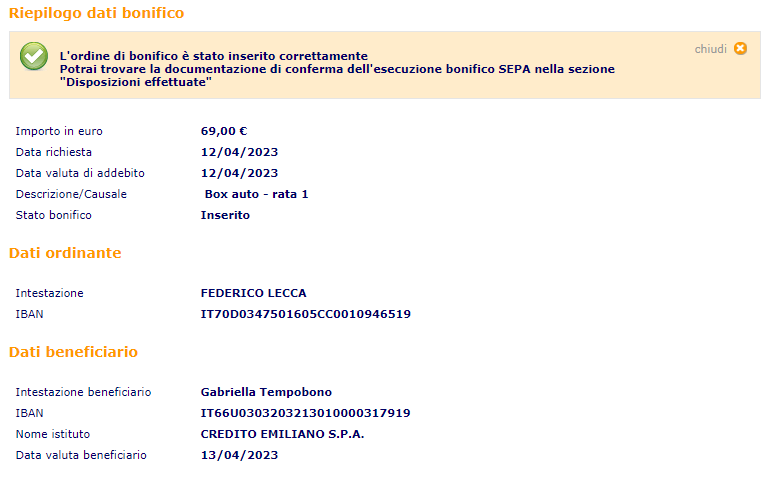 Riepilogo dati bonifico
chiudi
L'ordine di bonifico è stato inserito correttamente
Potrai trovare la documentazione di conferma dell'esecuzione bonifico SEPA nella sezione
"Disposizioni effettuate"
Importo in euro 69,00 €
Data richiesta 12/04/2023
Data valuta di addebito 12/04/2023
Descrizione/Causale Box auto - rata 1
Stato bonifico Inserito
Dati ordinante
Intestazione FEDERICO LECCA
IBAN IT70D0347501605CC0010946519
Dati beneficiario
Intestazione beneficiario Gabriella Tempobono
IBAN IT66U0303203213010000317919
Nome istituto CREDITO EMILIANO S.P.A.
Data valuta beneficiario 13/04/2023